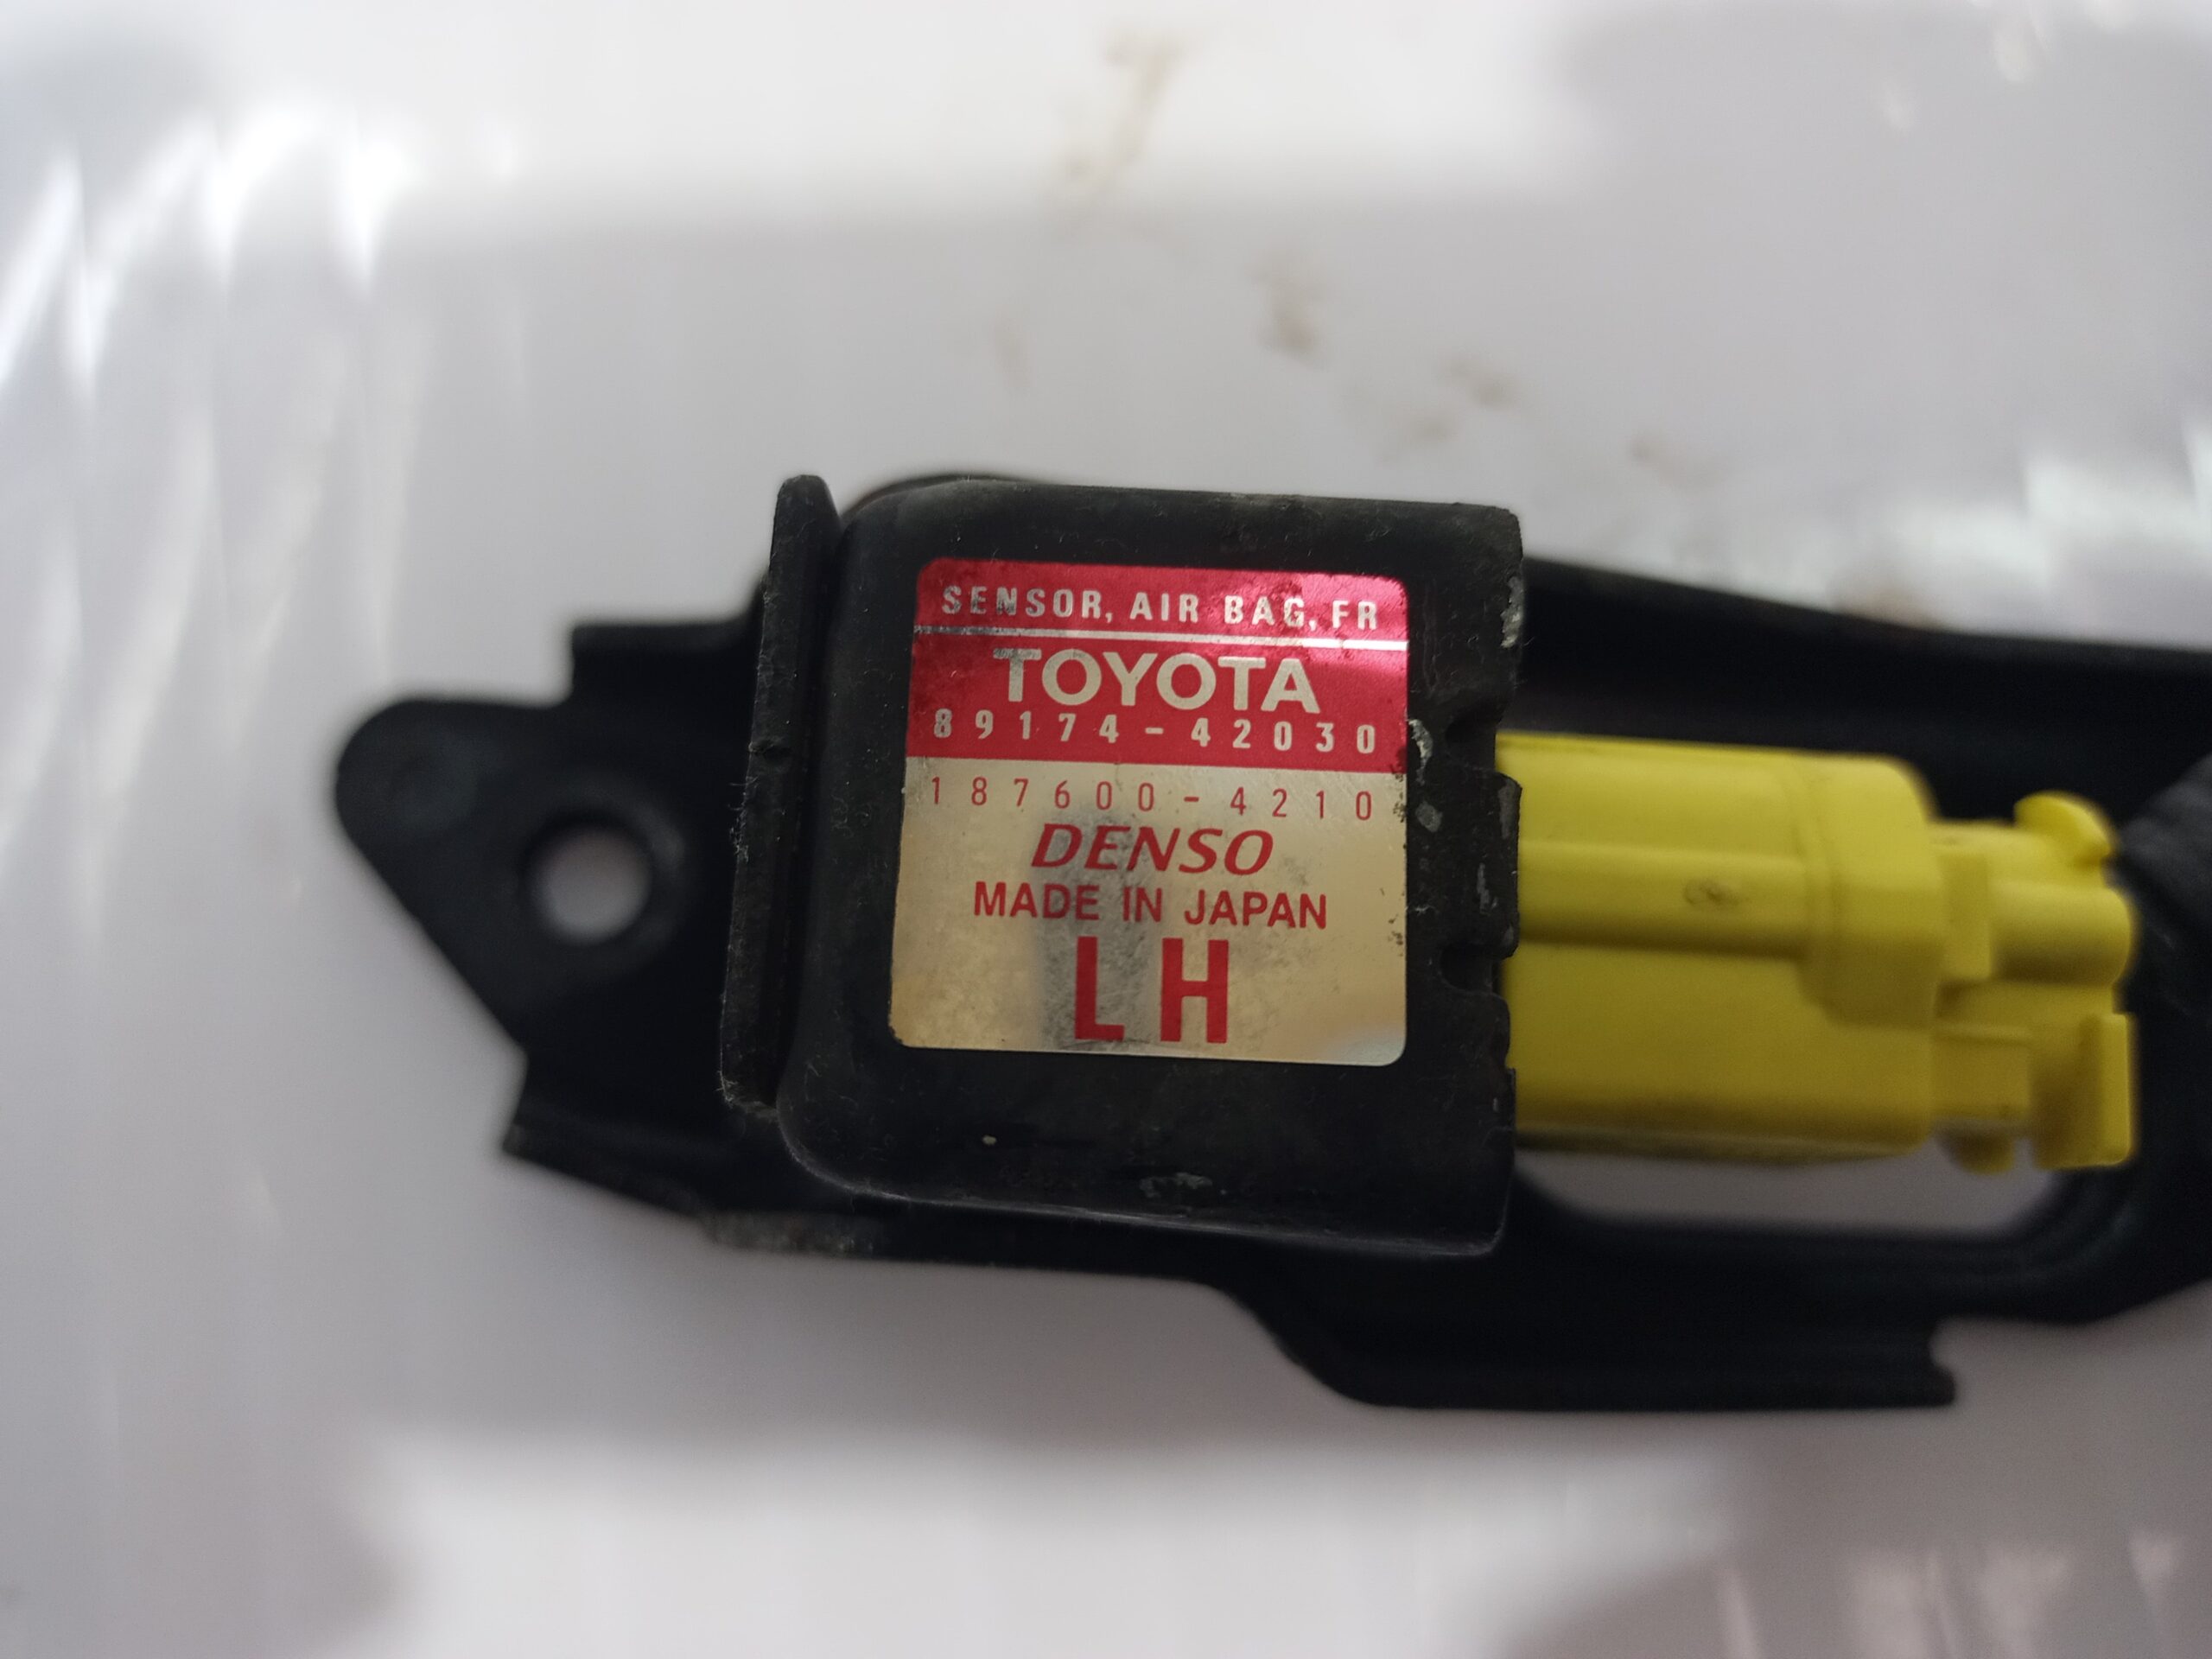 SENSOR, AIR BAG, FR
TOYOTA
89174-42030
187600-4210
DENSO
MADE IN JAPAN
LH